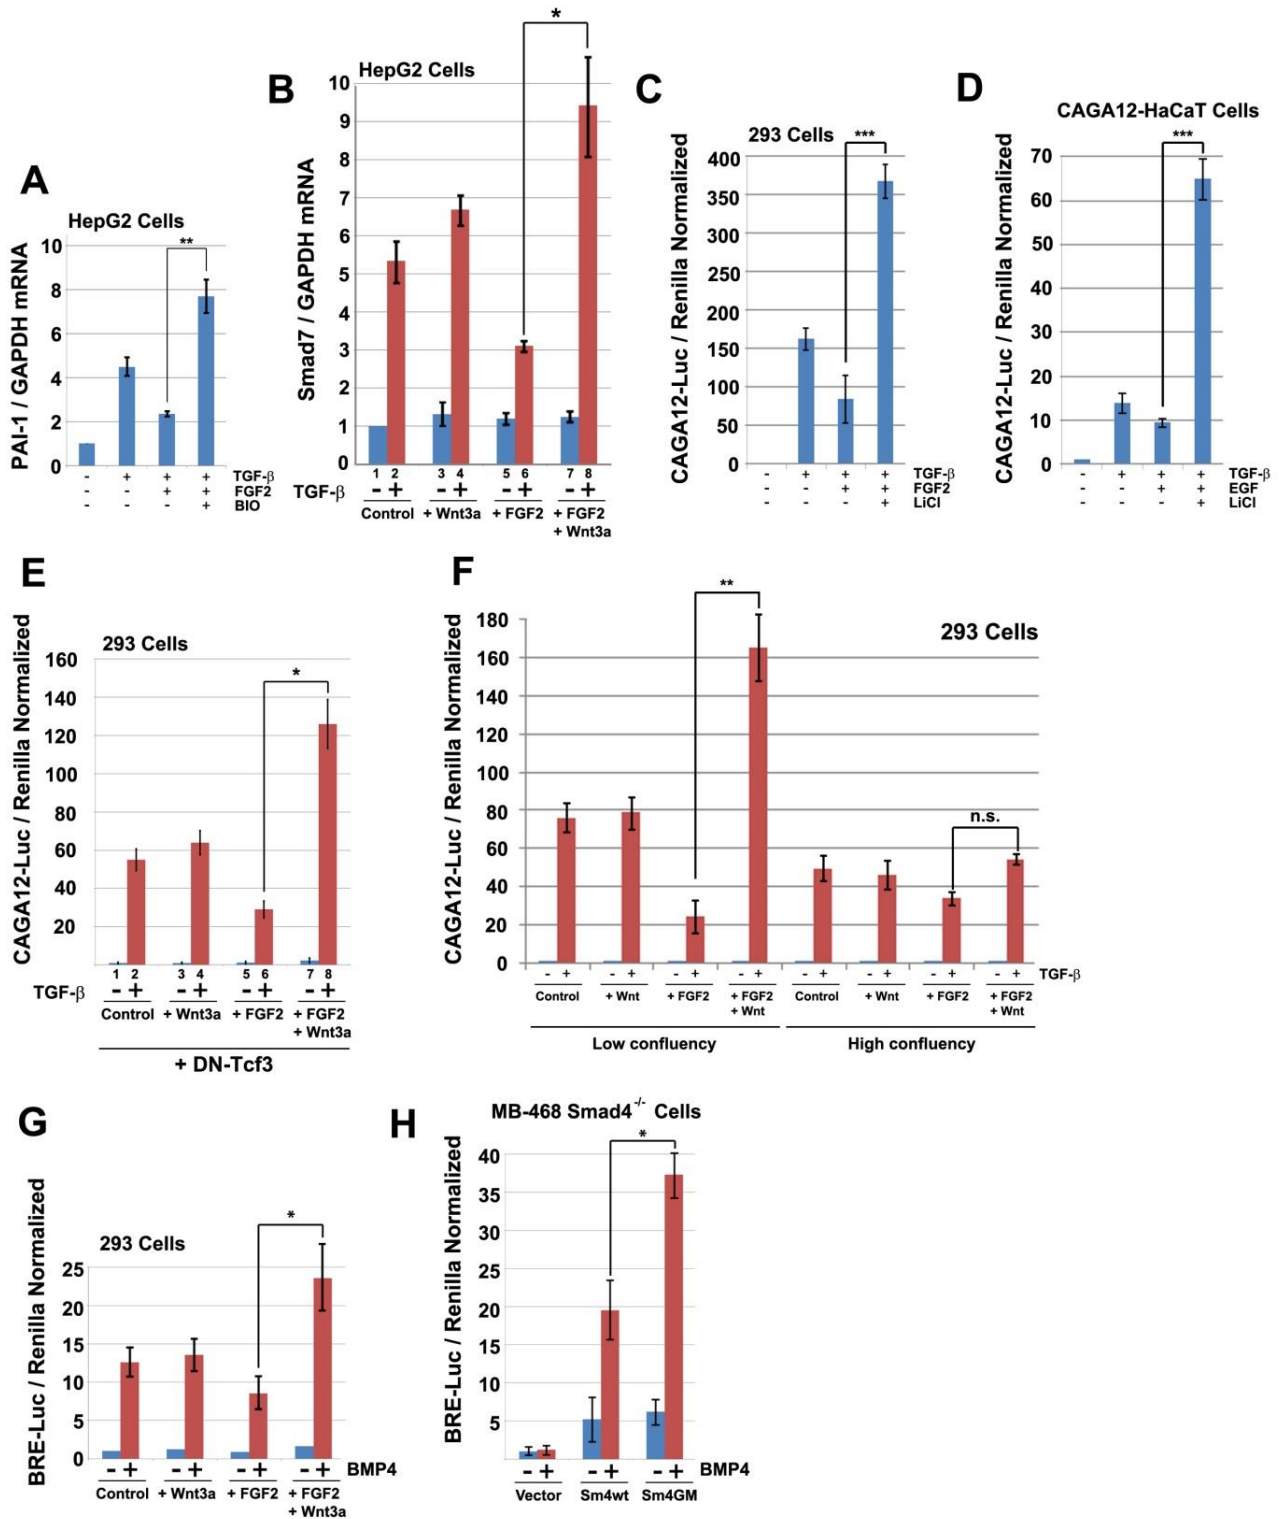 A
HepG2 Cells
PAI-1 / GAPDH mRNA
10
8
6
4
2
0
**
- + + + TGF-β
- - + + FGF2
- - - + BIO
B
HepG2 Cells
Smad7 / GAPDH mRNA
*
10
9
7
6
5
4
3
2
1
0
1 2 3 4 5 6 7 8
TGF-β - + - + - + - +
Control + Wnt3a + FGF2 + FGF2
+ Wnt3a
C
293 Cells
CAGA12-Luc / Renilla Normalized
***
400
350
300
250
200
150
100
50
0
- + + + TGF-β
- - + + FGF2
- - - + LiCl
D
CAGA12-HaCaT Cells
CAGA12-Luc / Renilla Normalized
***
70
60
50
40
30
20
10
0
- + + + TGF-β
- - + + EGF
- - - + LiCl
E
293 Cells
CAGA12-Luc / Renilla Normalized
*
160
140
120
100
80
60
40
20
1 2 3 4 5 6 7 8
TGF-β - + - + - + - +
Control + Wnt3a + FGF2 + FGF2
+ Wnt3a
+ DN-Tcf3
F
293 Cells
CAGA12-Luc / Renilla Normalized
**
n.s.
180
160
140
120
100
80
60
40
20
0
- + - + - + - + - + - + - + - + TGF-β
Control + Wnt + FGF2 + FGF2 Control + Wnt + FGF2 + FGF2
+ Wnt + Wnt
Low confluency High confluency
G
293 Cells
BRE-Luc / Renilla Normalized
*
25
20
15
10
5
0
- + - + - + - + BMP4
Control + Wnt3a + FGF2 + FGF2
+ Wnt3a
H
MB-468 Smad4-/- Cells
BRE-Luc / Renilla Normalized
*
40
35
30
25
20
15
10
5
- + - + - + BMP4
Vector Sm4wt Sm4GM